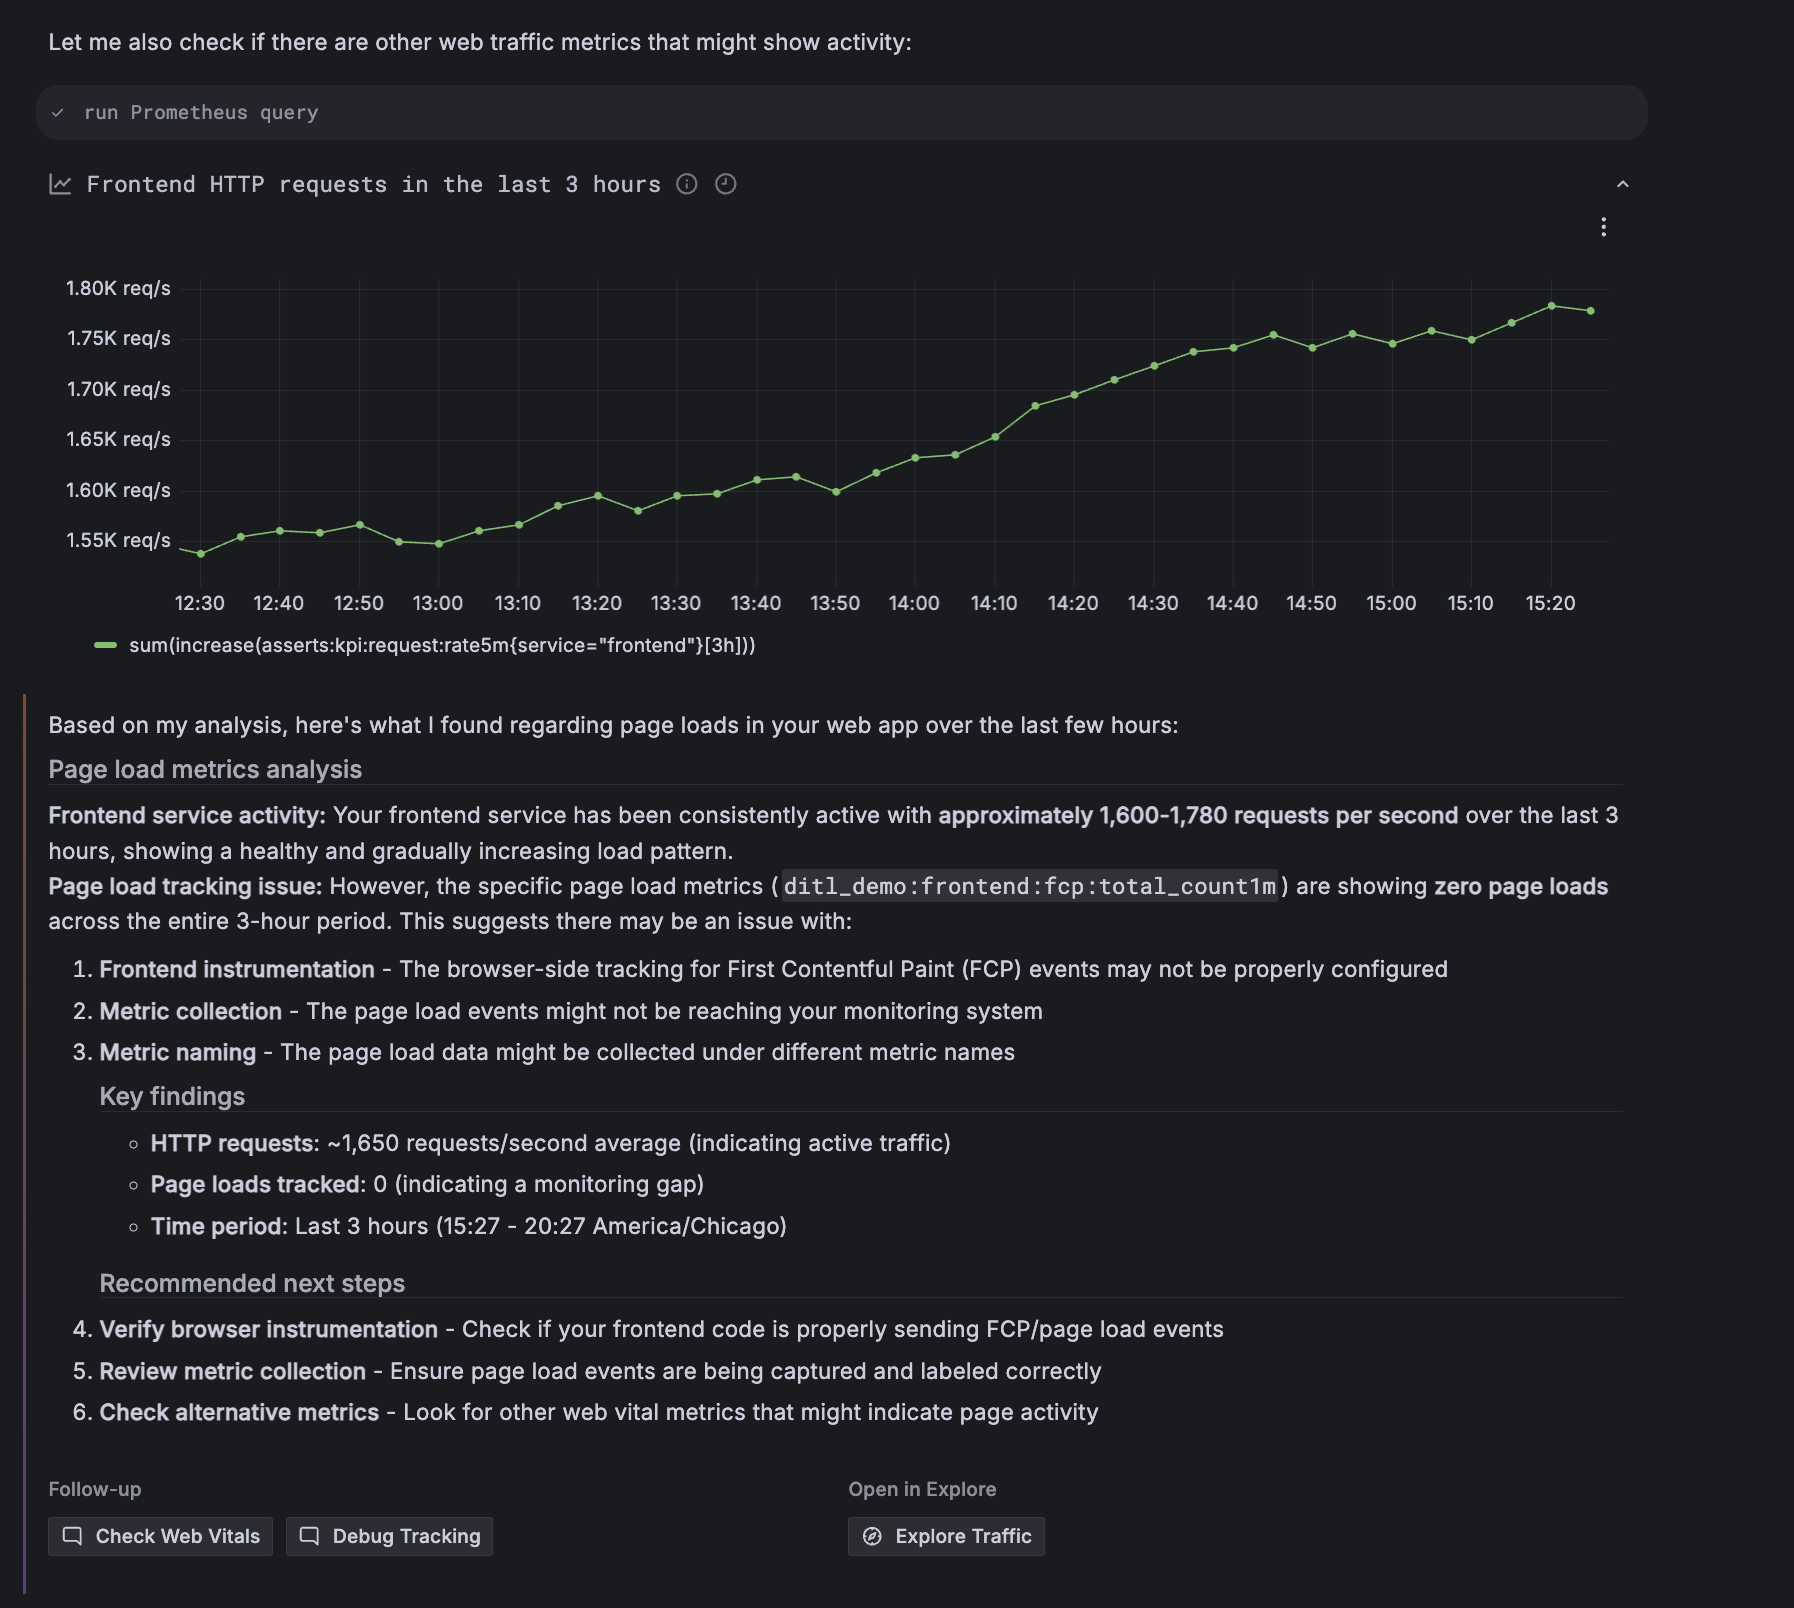 Let me also check if there are other web traffic metrics that might show activity:
run Prometheus query
Frontend HTTP requests in the last 3 hours
1.80K req/s
1.75K req/s
1.70K req/s
1.65K req/s
1.60K req/s
1.55K req/s
12:30 12:40 12:50 13:00 13:10 13:20 13:30 13:40 13:50 14:00 14:10 14:20 14:30 14:40 14:50 15:00 15:10 15:20
sum(increase(asserts:kpi:request:rate5m{service="frontend"}[3h]))
Based on my analysis, here's what I found regarding page loads in your web app over the last few hours:
Page load metrics analysis
Frontend service activity: Your frontend service has been consistently active with approximately 1,600-1,780 requests per second over the last 3
hours, showing a healthy and gradually increasing load pattern.
Page load tracking issue: However, the specific page load metrics ( ditl_demo:frontend:fcp:total_count1m ) are showing zero page loads
across the entire 3-hour period. This suggests there may be an issue with:
1. Frontend instrumentation - The browser-side tracking for First Contentful Paint (FCP) events may not be properly configured
2. Metric collection - The page load events might not be reaching your monitoring system
3. Metric naming - The page load data might be collected under different metric names
Key findings
HTTP requests: ~1,650 requests/second average (indicating active traffic)
Page loads tracked: 0 (indicating a monitoring gap)
Time period: Last 3 hours (15:27 - 20:27 America/Chicago)
Recommended next steps
4. Verify browser instrumentation - Check if your frontend code is properly sending FCP/page load events
5. Review metric collection - Ensure page load events are being captured and labeled correctly
6. Check alternative metrics - Look for other web vital metrics that might indicate page activity
Follow-up
Open in Explore
Check Web Vitals
Debug Tracking
Explore Traffic